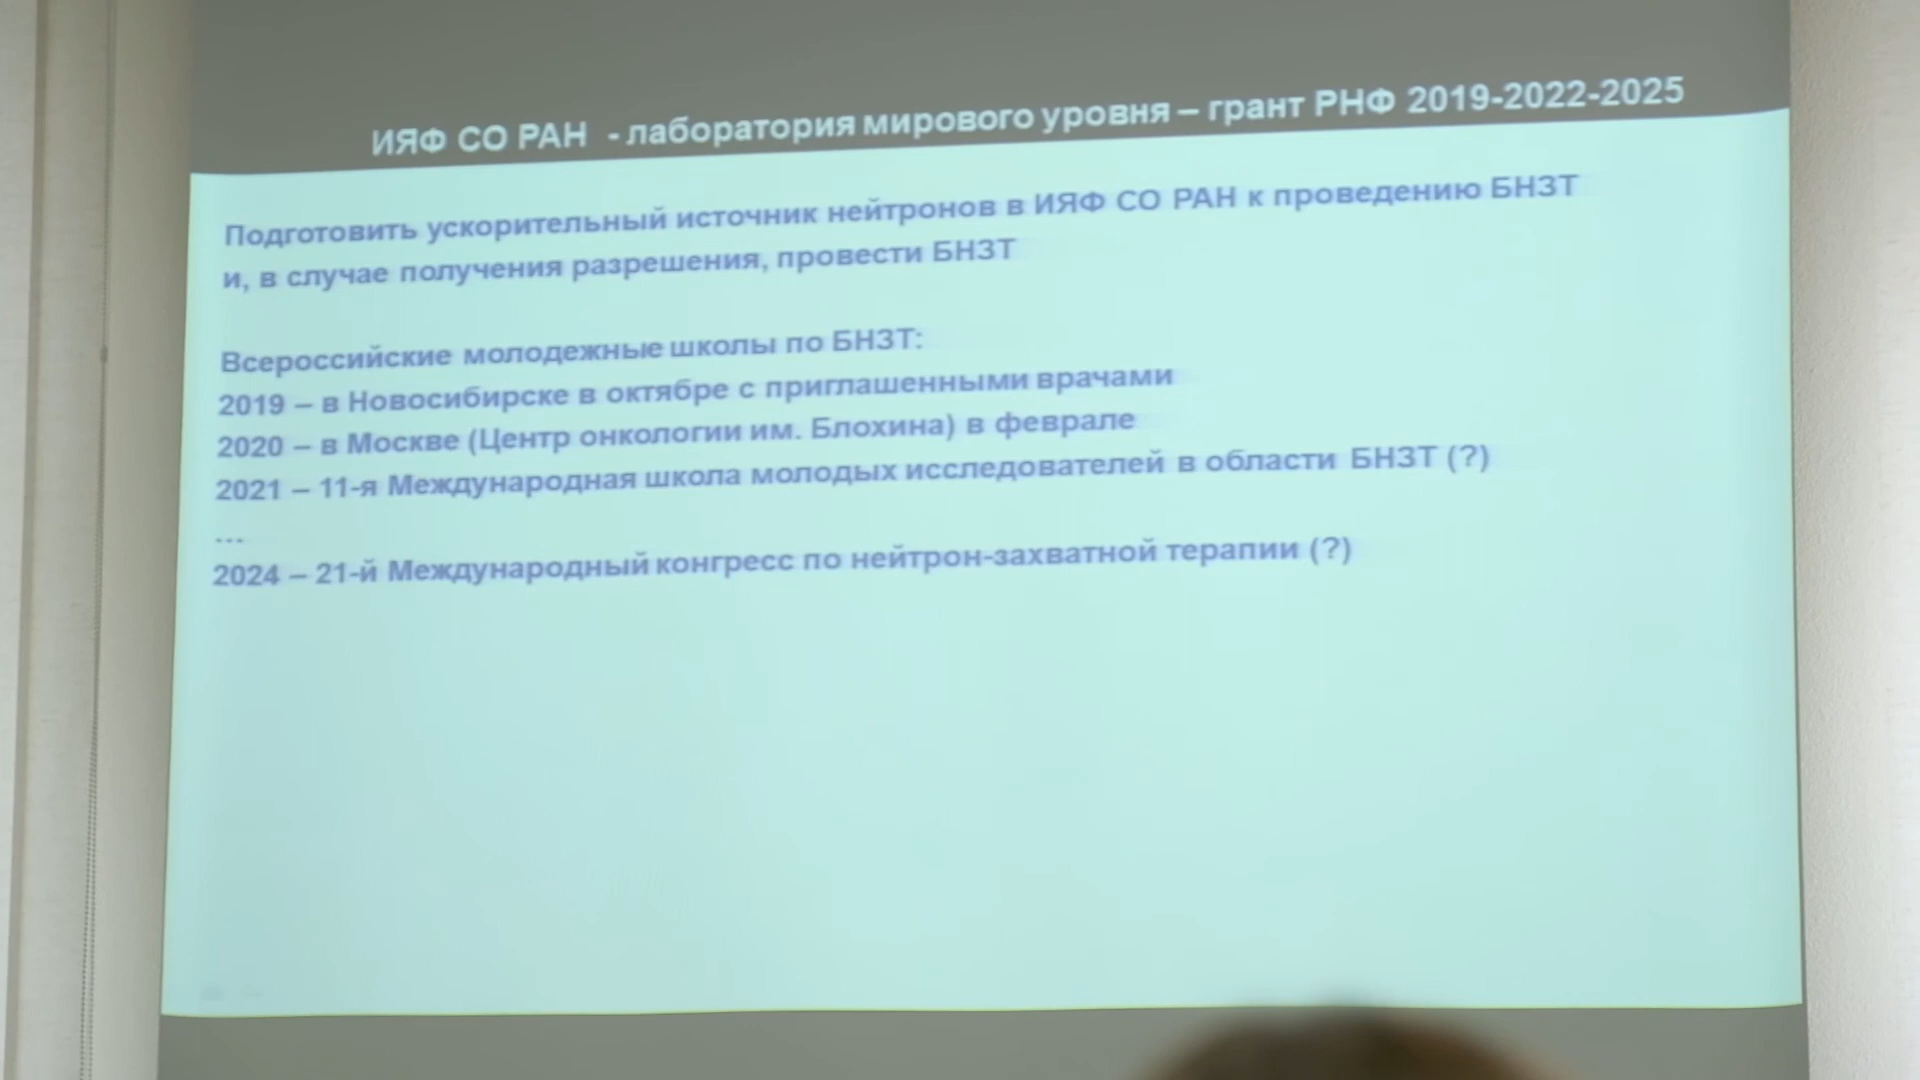 ИЯФ СО РАН - лаборатория мирового уровня – грант РНФ 2019-2022-2025
Подготовить ускорительный источник нейтронов в ИЯФ СО РАН к проведению БНЗТ
и, в случае получения разрешения, провести БНЗТ
Всероссийские молодежные школы по БНЗТ:
2019 – в Новосибирске в октябре с приглашенными врачами
2020 – в Москве (Центр онкологии им. Блохина) в феврале
2021 – 11-я Международная школа молодых исследователей в области БНЗТ (?)
...
2024 – 21-й Международный конгресс по нейтрон-захватной терапии (?)